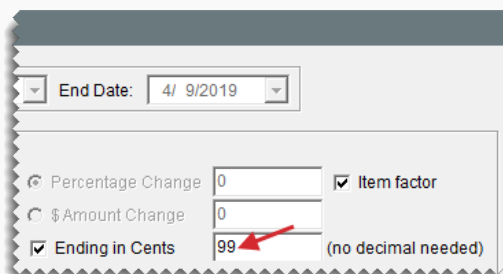 End Date: 4/ 9/2019
Percentage Change 0 Item factor
$ Amount Change 0
Ending in Cents 99 (no decimal needed)